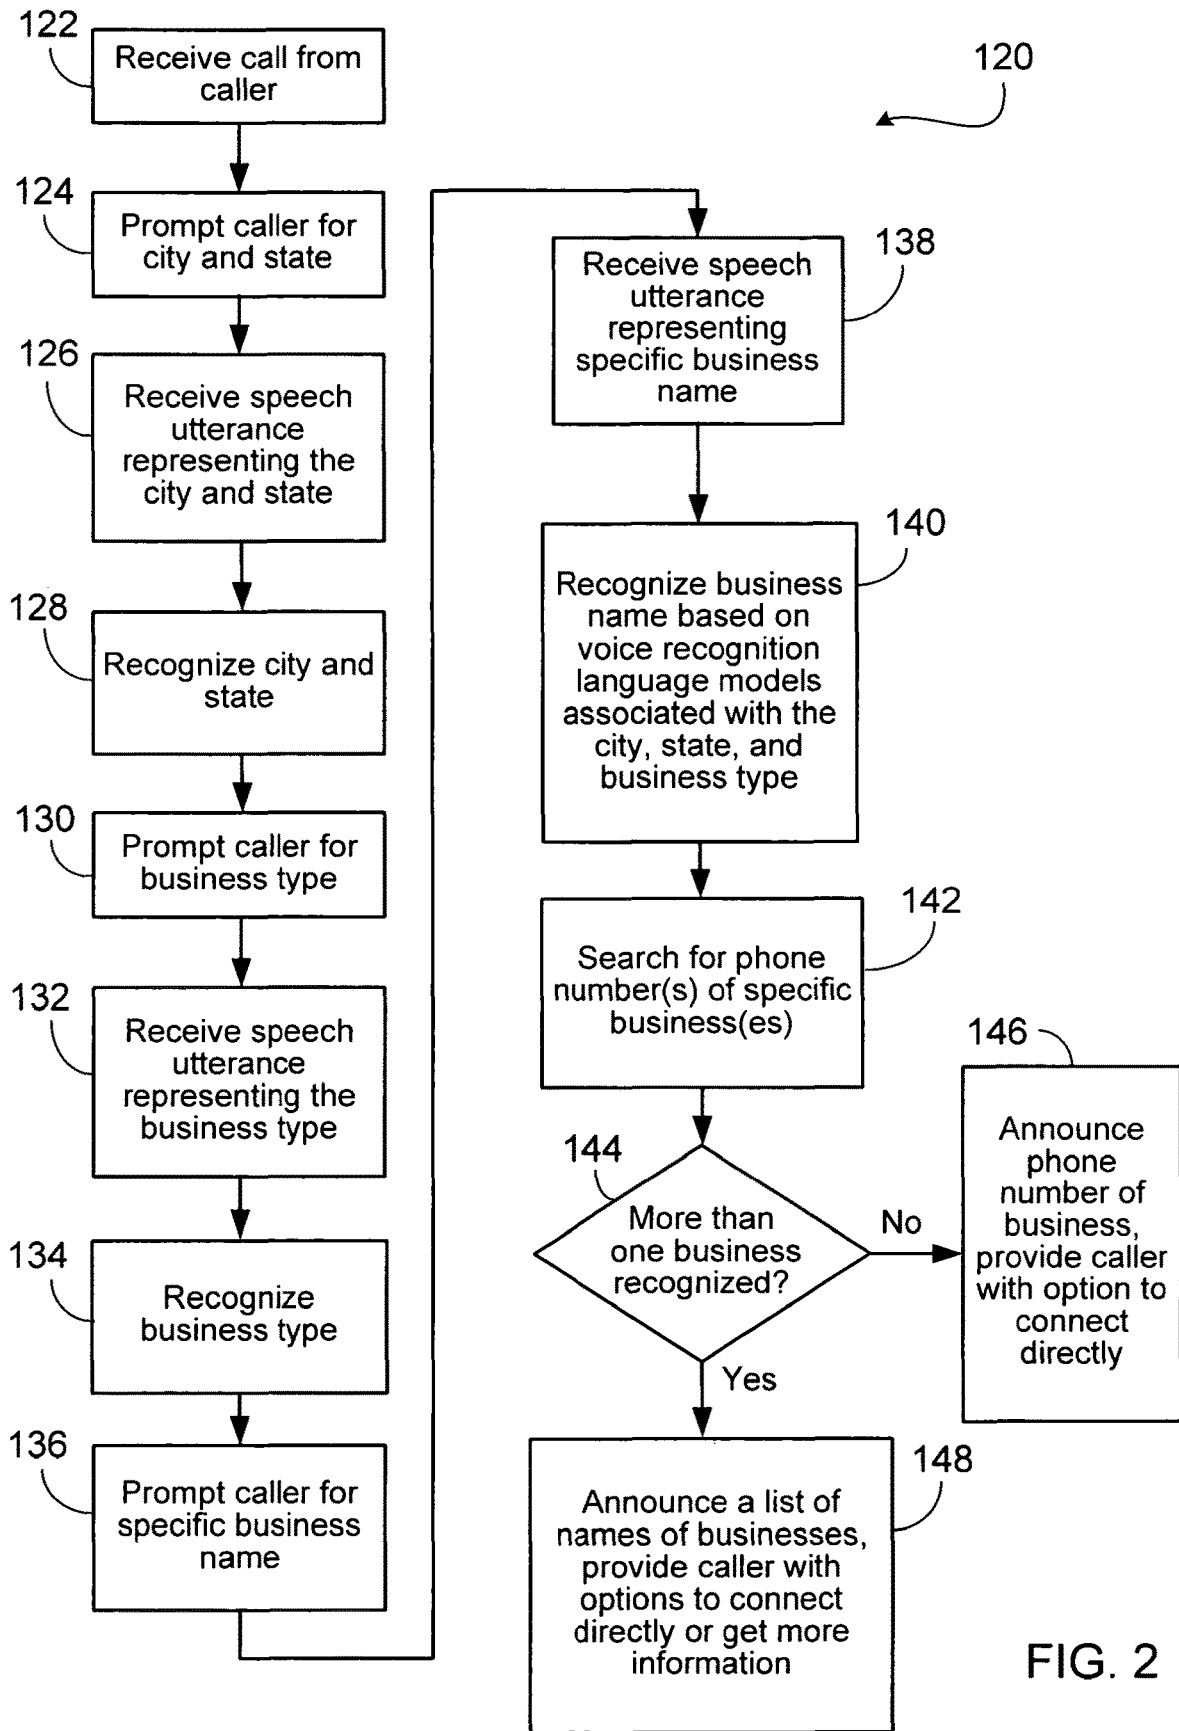 122
Receive call from
caller
124
Prompt caller for
city and state
126
Receive speech
utterance
representing the
city and state
128
Recognize city and
state
130
Prompt caller for
business type
132
Receive speech
utterance
representing the
business type
134
Recognize
business type
136
Prompt caller for
specific business
name
120
138
Receive speech
utterance
representing
specific business
name
140
Recognize business
name based on
voice recognition
language models
associated with the
city, state, and
business type
142
Search for phone
number(s) of specific
business(es)
144
More than
one business
recognized?
No
146
Announce
phone
number of
business,
provide caller
with option to
connect
directly
Yes
148
Announce a list of
names of businesses,
provide caller with
options to connect
directly or get more
information
FIG. 2